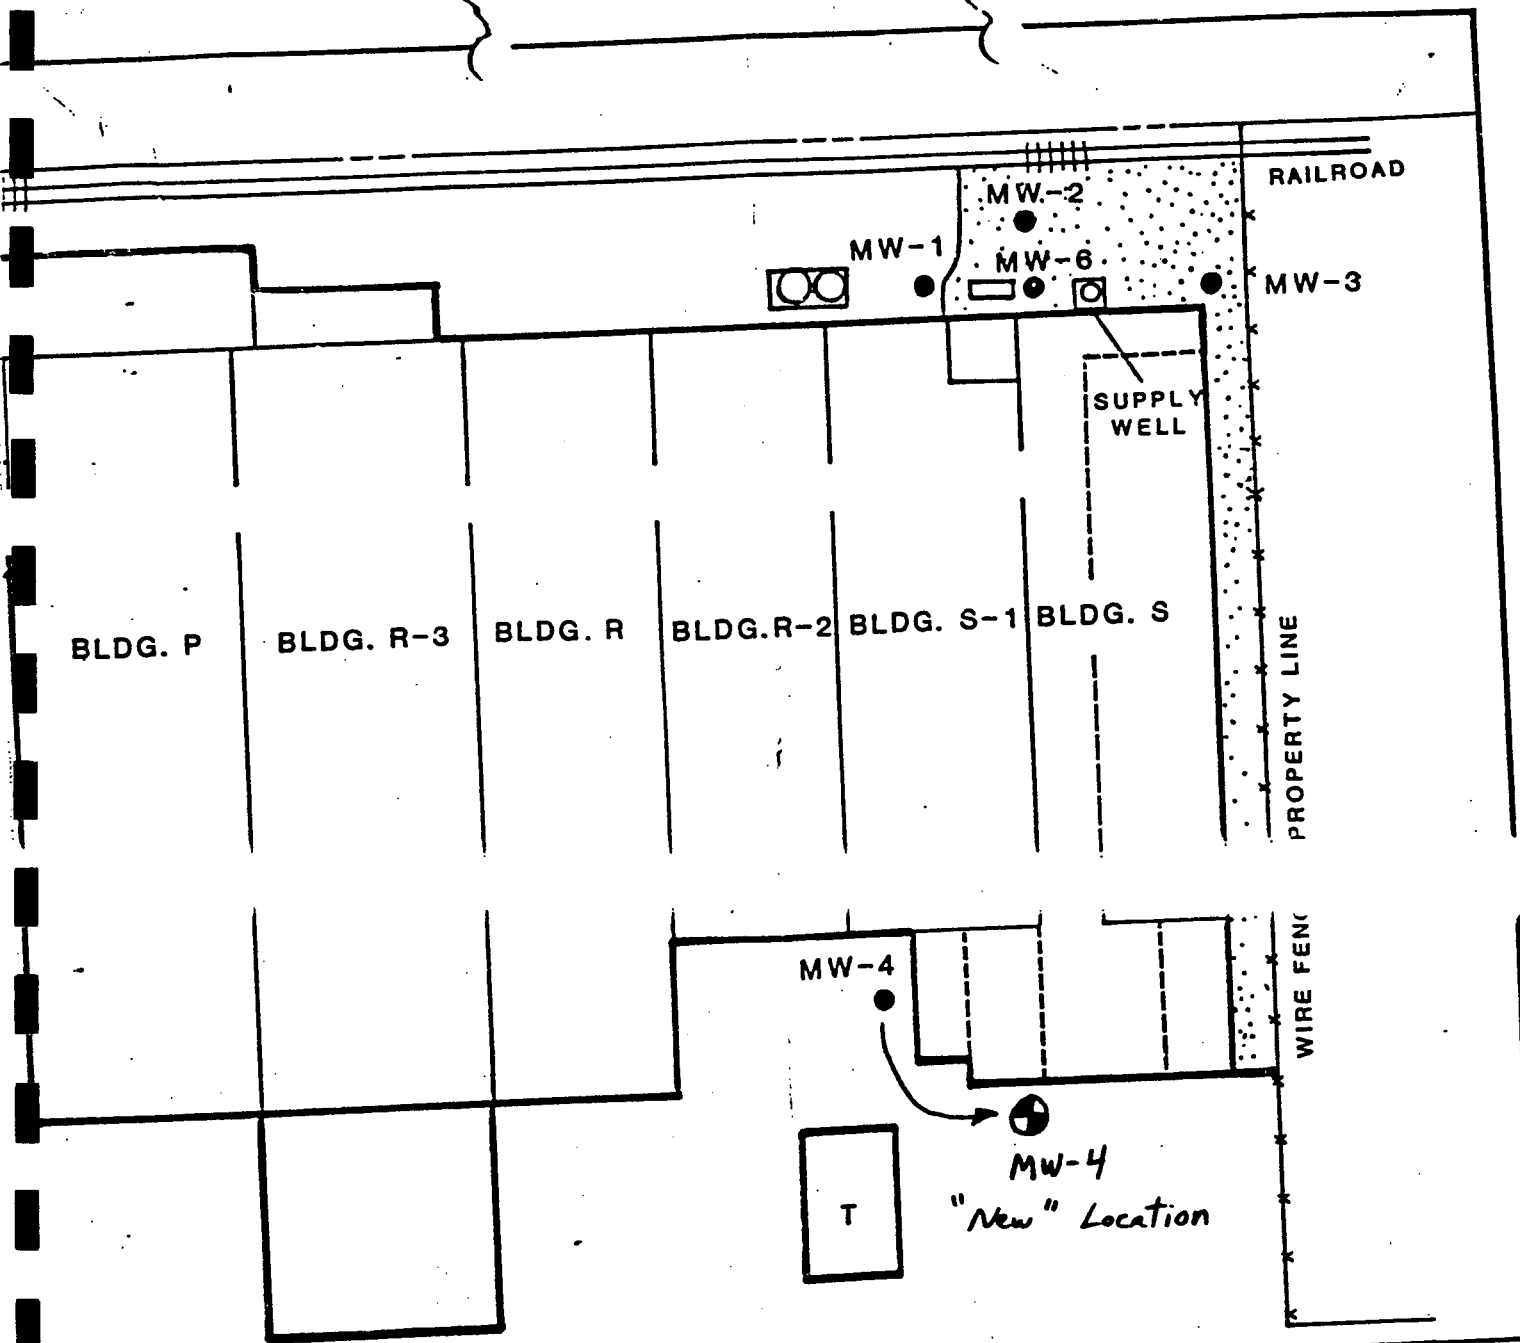 RAILROAD
MW-2
MW-1
MW-6
MW-3
SUPPLY
WELL
BLDG. P
BLDG. R-3
BLDG. R
BLDG.R-2
BLDG. S-1
BLDG. S
PROPERTY LINE
WIRE FENC
MW-4
MW-4
"New" Location
T